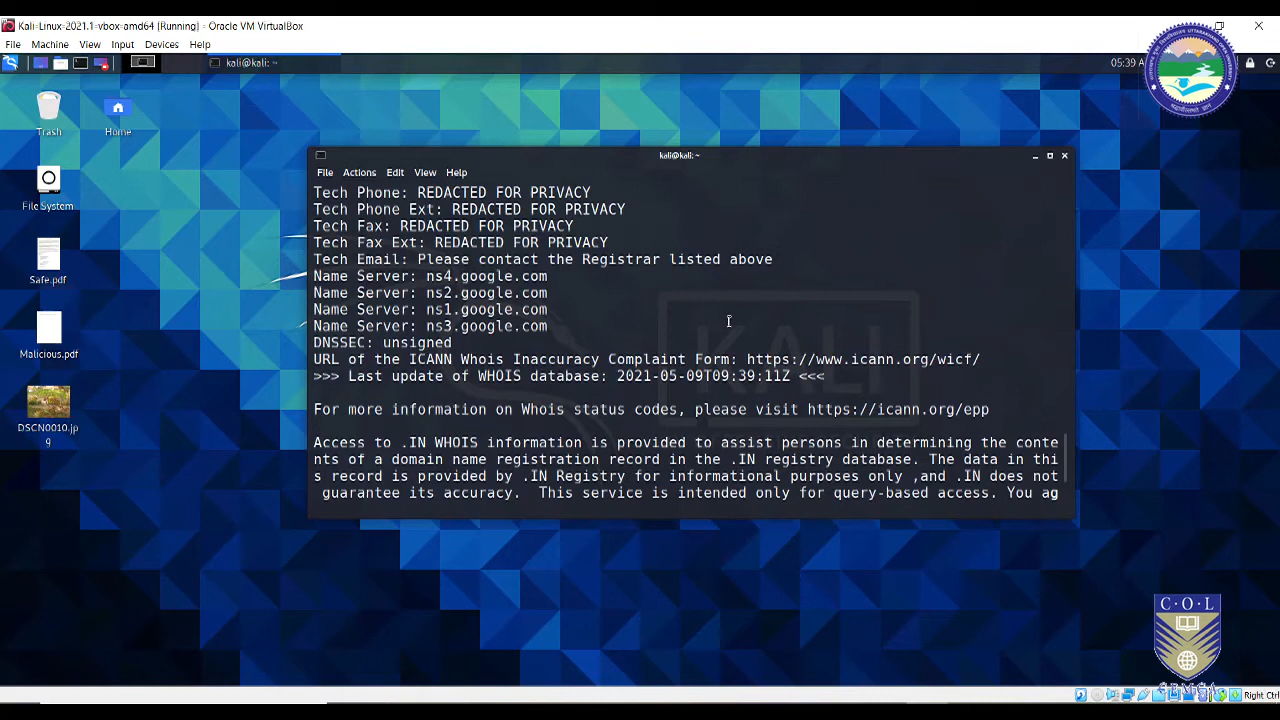 Kali-Linux-2021.1-vbox-amd64 [Running] - Oracle VM VirtualBox
File Machine View Input Devices Help
kali@kali: ~
05:39 A
Trash
Home
File System
Safe.pdf
Malicious.pdf
DSCN0010.jp
g
kali@kali: ~
File Actions Edit View Help
Tech Phone: REDACTED FOR PRIVACY
Tech Phone Ext: REDACTED FOR PRIVACY
Tech Fax: REDACTED FOR PRIVACY
Tech Fax Ext: REDACTED FOR PRIVACY
Tech Email: Please contact the Registrar listed above
Name Server: ns4.google.com
Name Server: ns2.google.com
Name Server: ns1.google.com
Name Server: ns3.google.com
DNSSEC: unsigned
URL of the ICANN Whois Inaccuracy Complaint Form: https://www.icann.org/wicf/
>>> Last update of WHOIS database: 2021-05-09T09:39:11Z <<<
For more information on Whois status codes, please visit https://icann.org/epp
Access to .IN WHOIS information is provided to assist persons in determining the conte
nts of a domain name registration record in the .IN registry database. The data in thi
s record is provided by .IN Registry for informational purposes only ,and .IN does not
guarantee its accuracy.  This service is intended only for query-based access. You ag
KALI
C·O·L
Right Ctrl